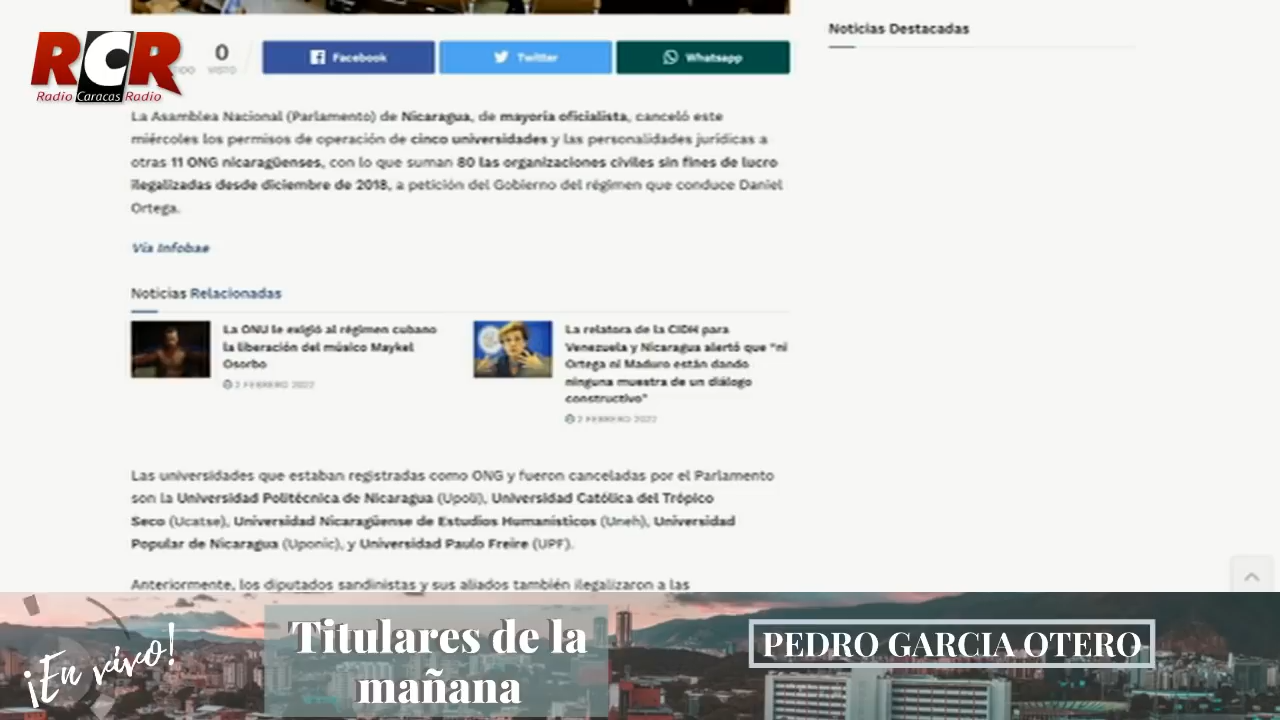 Noticias Destacadas
RCR
Radio Caracas Radio
0
VISTO
Facebook
Twitter
Whatsapp
La Asamblea Nacional (Parlamento) de Nicaragua, de mayoría oficialista, canceló este
miércoles los permisos de operación de cinco universidades y las personalidades jurídicas a
otras 11 ONG nicaragüenses, con lo que suman 80 las organizaciones civiles sin fines de lucro
ilegalizadas desde diciembre de 2018, a petición del Gobierno del régimen que conduce Daniel
Ortega.
Vía Infobae
Noticias Relacionadas
La ONU le exigió al régimen cubano
la liberación del músico Maykel
Osorbo
2 FEBRERO 2022
La relatora de la CIDH para
Venezuela y Nicaragua alertó que "ni
Ortega ni Maduro están dando
ninguna muestra de un diálogo
constructivo"
2 FEBRERO 2022
Las universidades que estaban registradas como ONG y fueron canceladas por el Parlamento
son la Universidad Politécnica de Nicaragua (Upoli), Universidad Católica del Trópico
Seco (Ucatse), Universidad Nicaragüense de Estudios Humanísticos (Uneh), Universidad
Popular de Nicaragua (Uponic), y Universidad Paulo Freire (UPF).
Anteriormente, los diputados sandinistas y sus aliados también ilegalizaron a las
¡En vivo!
Titulares de la
mañana
PEDRO GARCIA OTERO